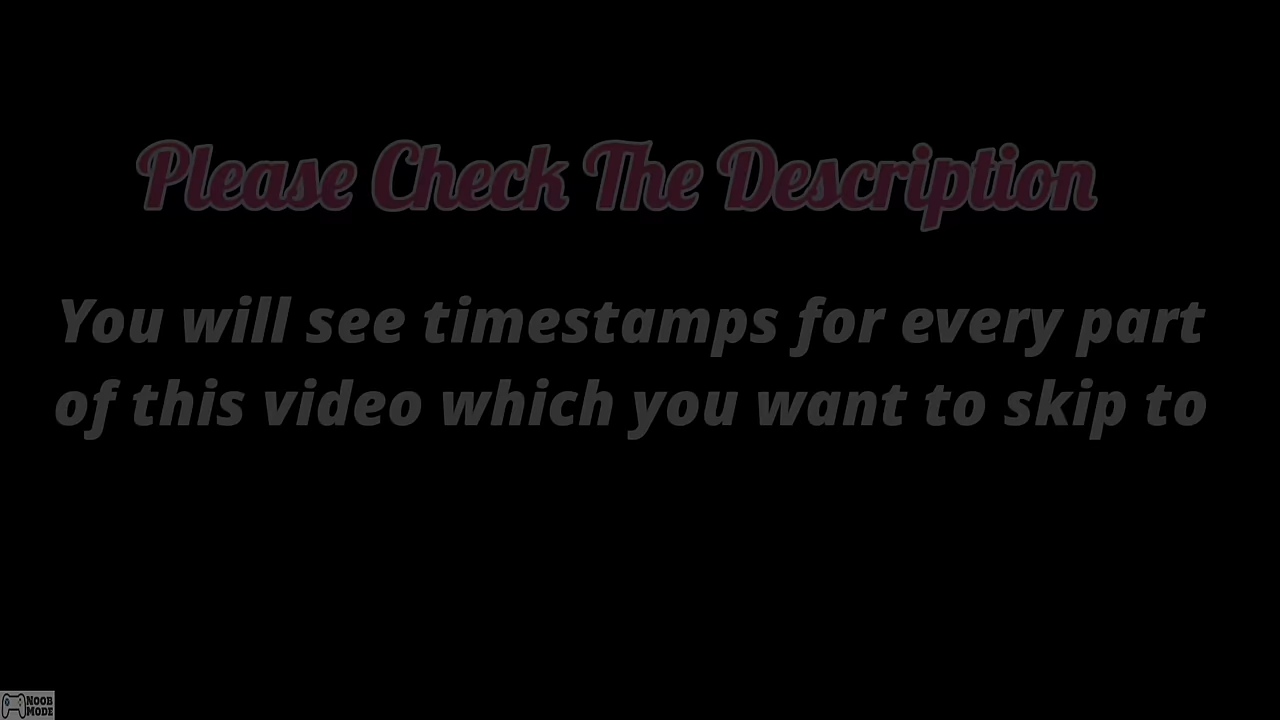 Please Check The Description
You will see timestamps for every part
of this video which you want to skip to
NOOB
MODE